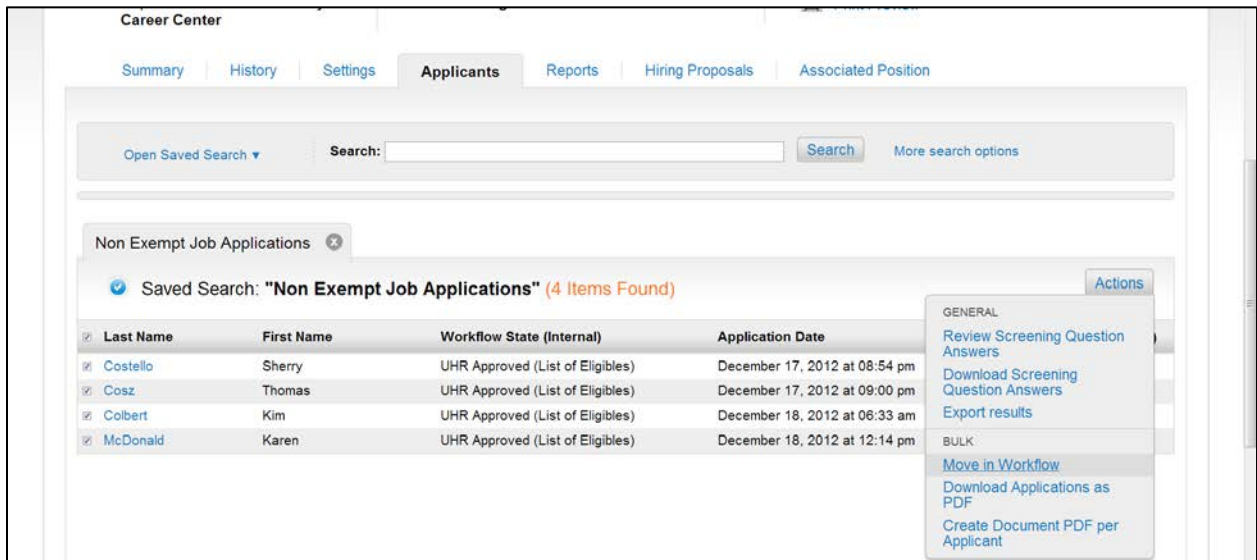 Career Center
Summary History Settings Applicants Reports Hiring Proposals Associated Position
Open Saved Search ▼ Search: Search More search options
Non Exempt Job Applications
Saved Search: "Non Exempt Job Applications" (4 Items Found) Actions
Last Name First Name Workflow State (Internal) Application Date
Costello Sherry UHR Approved (List of Eligibles) December 17, 2012 at 08:54 pm
Cosz Thomas UHR Approved (List of Eligibles) December 17, 2012 at 09:00 pm
Colbert Kim UHR Approved (List of Eligibles) December 18, 2012 at 06:33 am
McDonald Karen UHR Approved (List of Eligibles) December 18, 2012 at 12:14 pm
GENERAL
Review Screening Question
Answers
Download Screening
Question Answers
Export results
BULK
Move in Workflow
Download Applications as
PDF
Create Document PDF per
Applicant